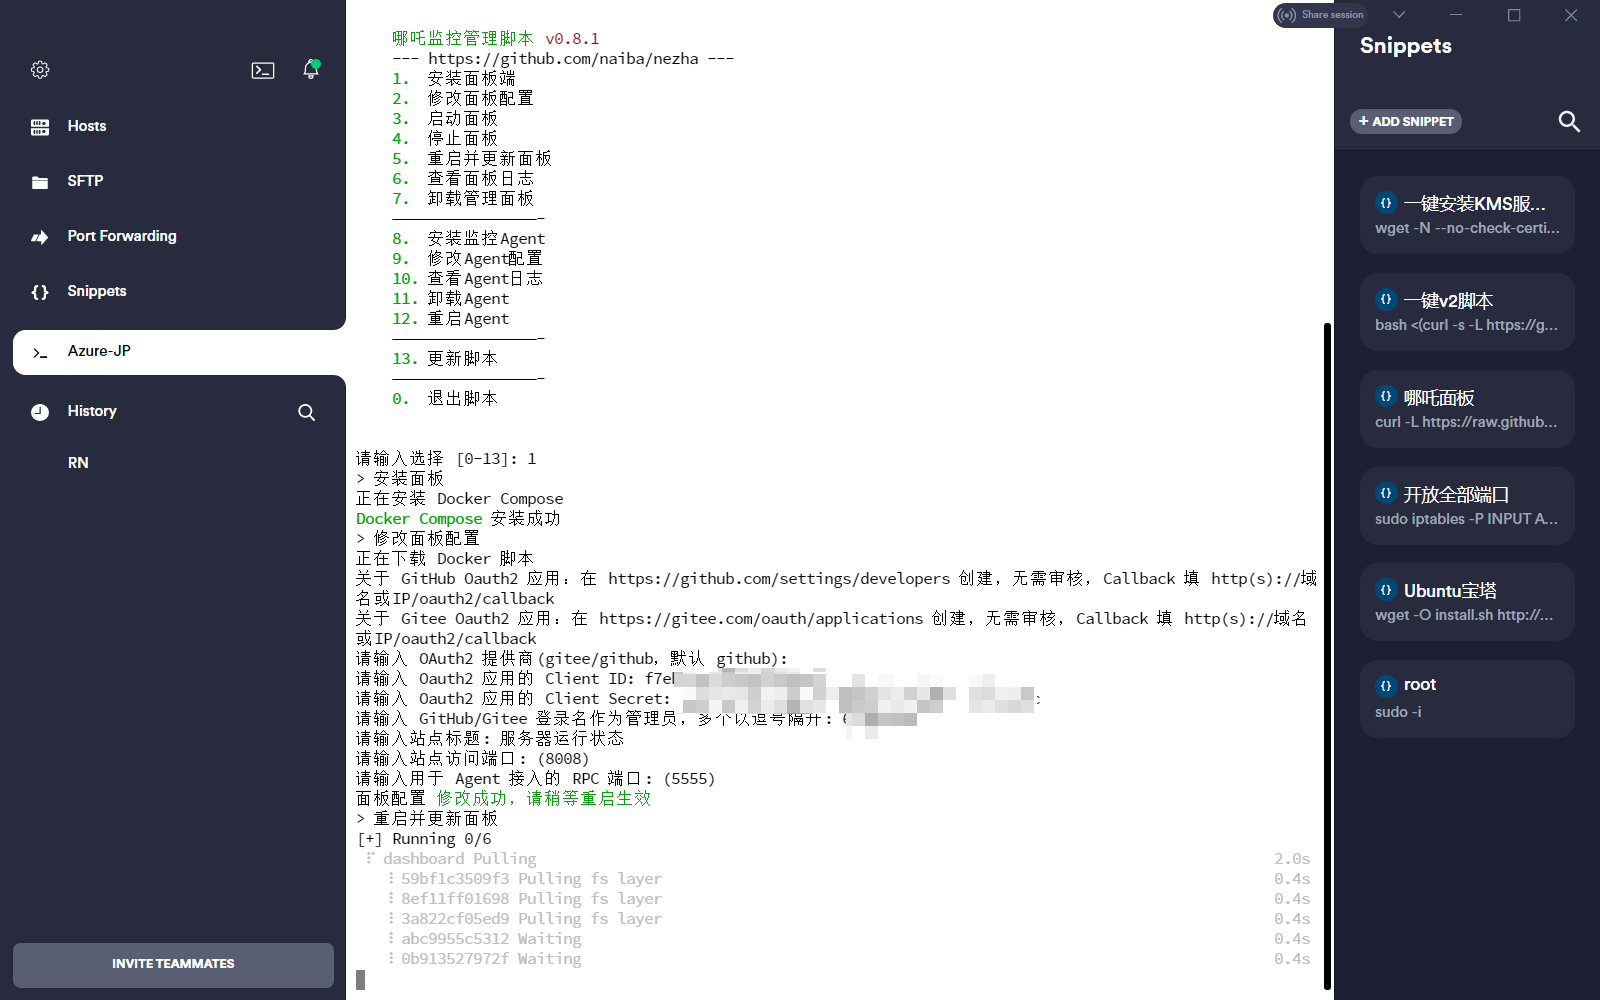 Hosts
SFTP
Port Forwarding
Snippets
Azure-JP
History
RN
INVITE TEAMMATES
哪吒监控管理脚本 v0.8.1
--- https://github.com/naiba/nezha ---
1. 安装面板端
2. 修改面板配置
3. 启动面板
4. 停止面板
5. 重启并更新面板
6. 查看面板日志
7. 卸载管理面板
————————————————-
8. 安装监控Agent
9. 修改Agent配置
10. 查看Agent日志
11. 卸载Agent
12. 重启Agent
————————————————-
13. 更新脚本
————————————————-
0. 退出脚本
请输入选择 [0-13]: 1
> 安装面板
正在安装 Docker Compose
Docker Compose 安装成功
> 修改面板配置
正在下载 Docker 脚本
关于 GitHub Oauth2 应用：在 https://github.com/settings/developers 创建，无需审核，Callback 填 http(s)://域
名或IP/oauth2/callback
关于 Gitee Oauth2 应用：在 https://gitee.com/oauth/applications 创建，无需审核，Callback 填 http(s)://域名
或IP/oauth2/callback
请输入 OAuth2 提供商(gitee/github，默认 github):
请输入 Oauth2 应用的 Client ID: f7e
请输入 Oauth2 应用的 Client Secret:
请输入 GitHub/Gitee 登录名作为管理员，多个以逗号隔开:
请输入站点标题: 服务器运行状态
请输入站点访问端口: (8008)
请输入用于 Agent 接入的 RPC 端口: (5555)
面板配置 修改成功，请稍等重启生效
> 重启并更新面板
[+] Running 0/6
dashboard Pulling 2.0s
59bf1c3509f3 Pulling fs layer 0.4s
8ef11ff01698 Pulling fs layer 0.4s
3a822cf05ed9 Pulling fs layer 0.4s
abc9955c5312 Waiting 0.4s
0b913527972f Waiting 0.4s
Share session
Snippets
+ ADD SNIPPET
一键安装KMS服...
wget -N --no-check-certi...
一键v2脚本
bash <(curl -s -L https://g...
哪吒面板
curl -L https://raw.github...
开放全部端口
sudo iptables -P INPUT A...
Ubuntu宝塔
wget -O install.sh http://...
root
sudo -i